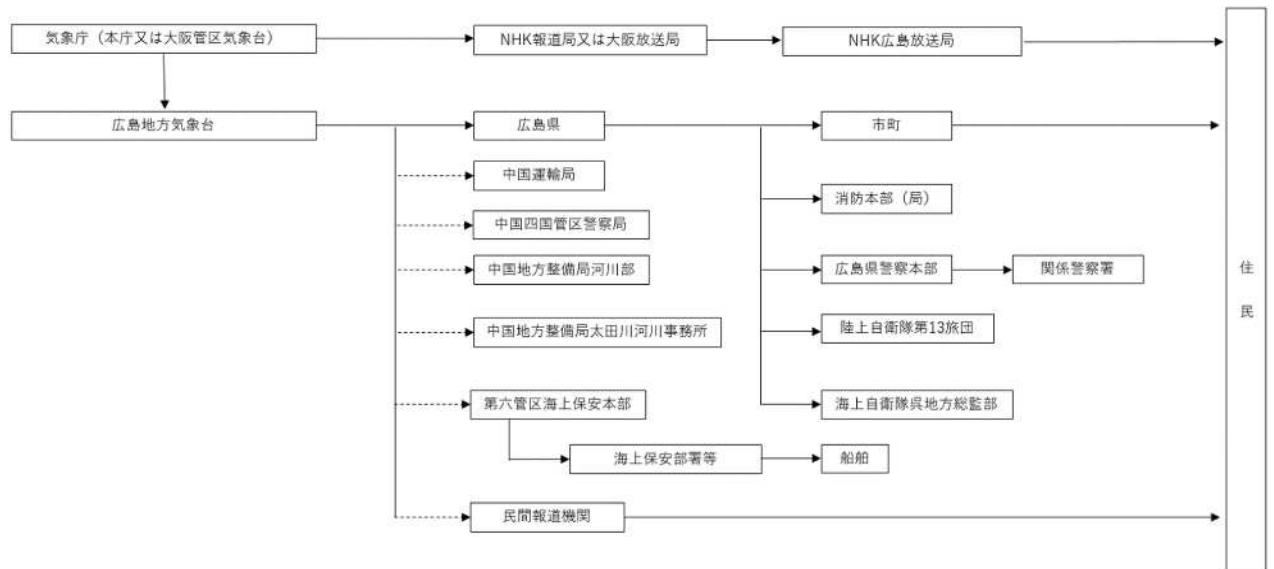 気象庁（本庁又は大阪管区気象台）
NHK報道局又は大阪放送局
NHK広島放送局
広島地方気象台
広島県
市町
中国運輸局
消防本部（局）
中国四国管区警察局
中国地方整備局河川部
広島県警察本部
関係警察署
中国地方整備局太田川河川事務所
陸上自衛隊第13旅団
第六管区海上保安本部
海上自衛隊呉地方総監部
海上保安部署等
船舶
民間報道機関
住民